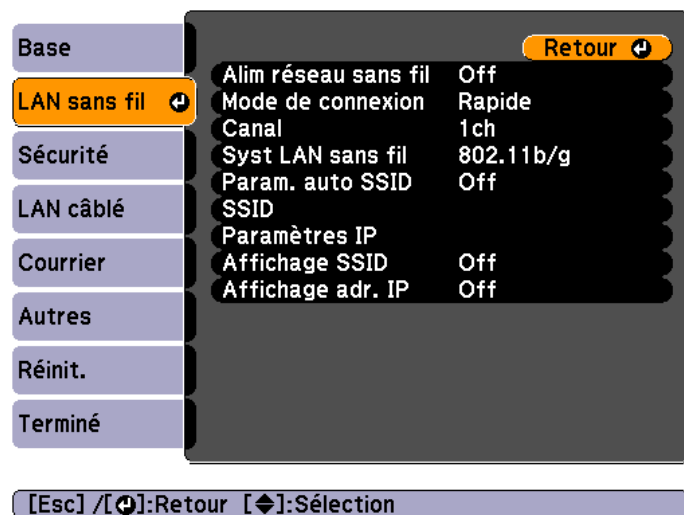 Base
LAN sans fil
Sécurité
LAN câblé
Courrier
Autres
Réinit.
Terminé
Retour
Alim réseau sans fil Off
Mode de connexion Rapide
Canal 1ch
Syst LAN sans fil 802.11b/g
Param. auto SSID Off
SSID
Paramètres IP
Affichage SSID Off
Affichage adr. IP Off
[Esc] /[⏎]:Retour [◆]:Sélection